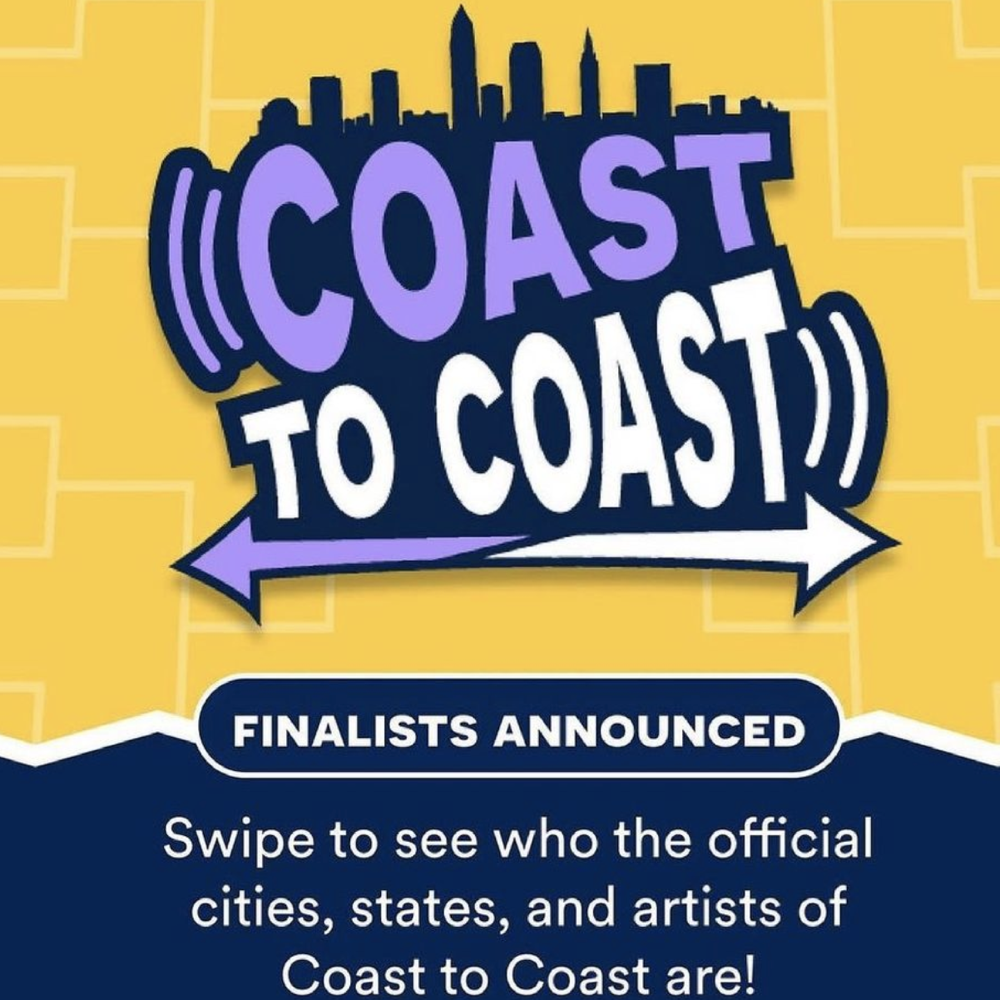 COAST
TO COAST
FINALISTS ANNOUNCED
Swipe to see who the official
cities, states, and artists of
Coast to Coast are!